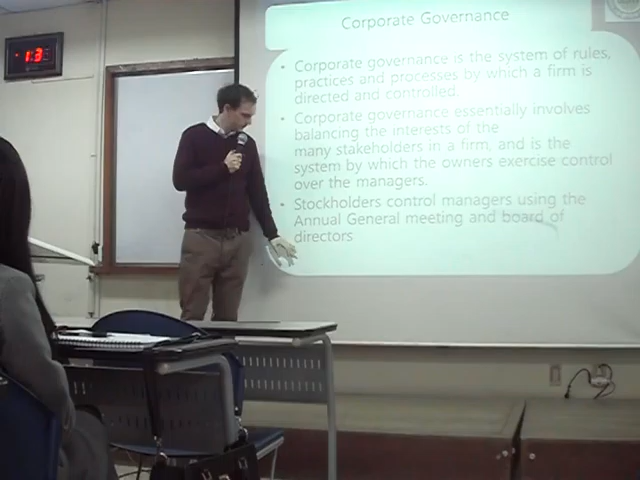 Corporate Governance
1:3
• Corporate governance is the system of rules,
practices and processes by which a firm is
directed and controlled.
• Corporate governance essentially involves
balancing the interests of the
many stakeholders in a firm, and is the
system by which the owners exercise control
over the managers.
• Stockholders control managers using the
Annual General meeting and board of
directors